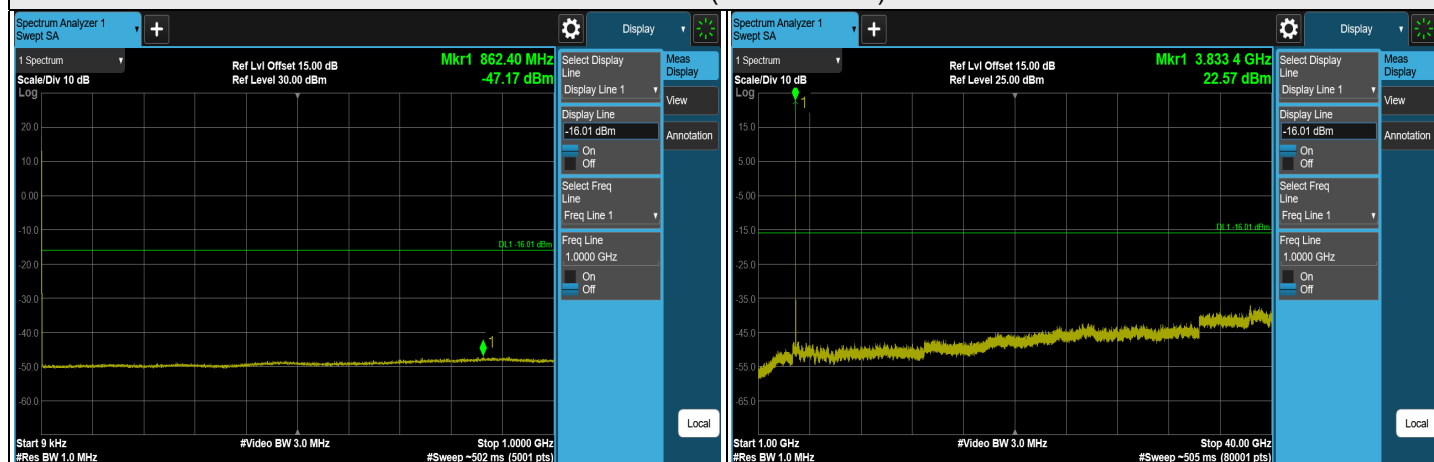 Spectrum Analyzer 1
Swept SA
+
Display
1 Spectrum
Scale/Div 10 dB
Log
Ref Lvl Offset 15.00 dB
Ref Level 30.00 dBm
Mkr1 862.40 MHz
-47.17 dBm
20.0
10.0
0.00
-10.0
-20.0
-30.0
-40.0
-50.0
-60.0
DL1 -16.01 dBm
1
Start 9 kHz
#Res BW 1.0 MHz
#Video BW 3.0 MHz
Stop 1.0000 GHz
#Sweep ~502 ms (5001 pts)
Select Display
Line
Display Line 1
Display Line
-16.01 dBm
On
Off
Select Freq
Line
Freq Line 1
Freq Line
1.0000 GHz
On
Off
Meas
Display
View
Annotation
Local
Spectrum Analyzer 1
Swept SA
+
Display
1 Spectrum
Scale/Div 10 dB
Log
Ref Lvl Offset 15.00 dB
Ref Level 25.00 dBm
Mkr1 3.833 4 GHz
22.57 dBm
1
15.0
5.00
-5.00
-15.0
-25.0
-35.0
-45.0
-55.0
-65.0
DL1 -16.01 dBm
Start 1.00 GHz
#Res BW 1.0 MHz
#Video BW 3.0 MHz
Stop 40.00 GHz
#Sweep ~505 ms (80001 pts)
Select Display
Line
Display Line 1
Display Line
-16.01 dBm
On
Off
Select Freq
Line
Freq Line 1
Freq Line
1.0000 GHz
On
Off
Meas
Display
View
Annotation
Local